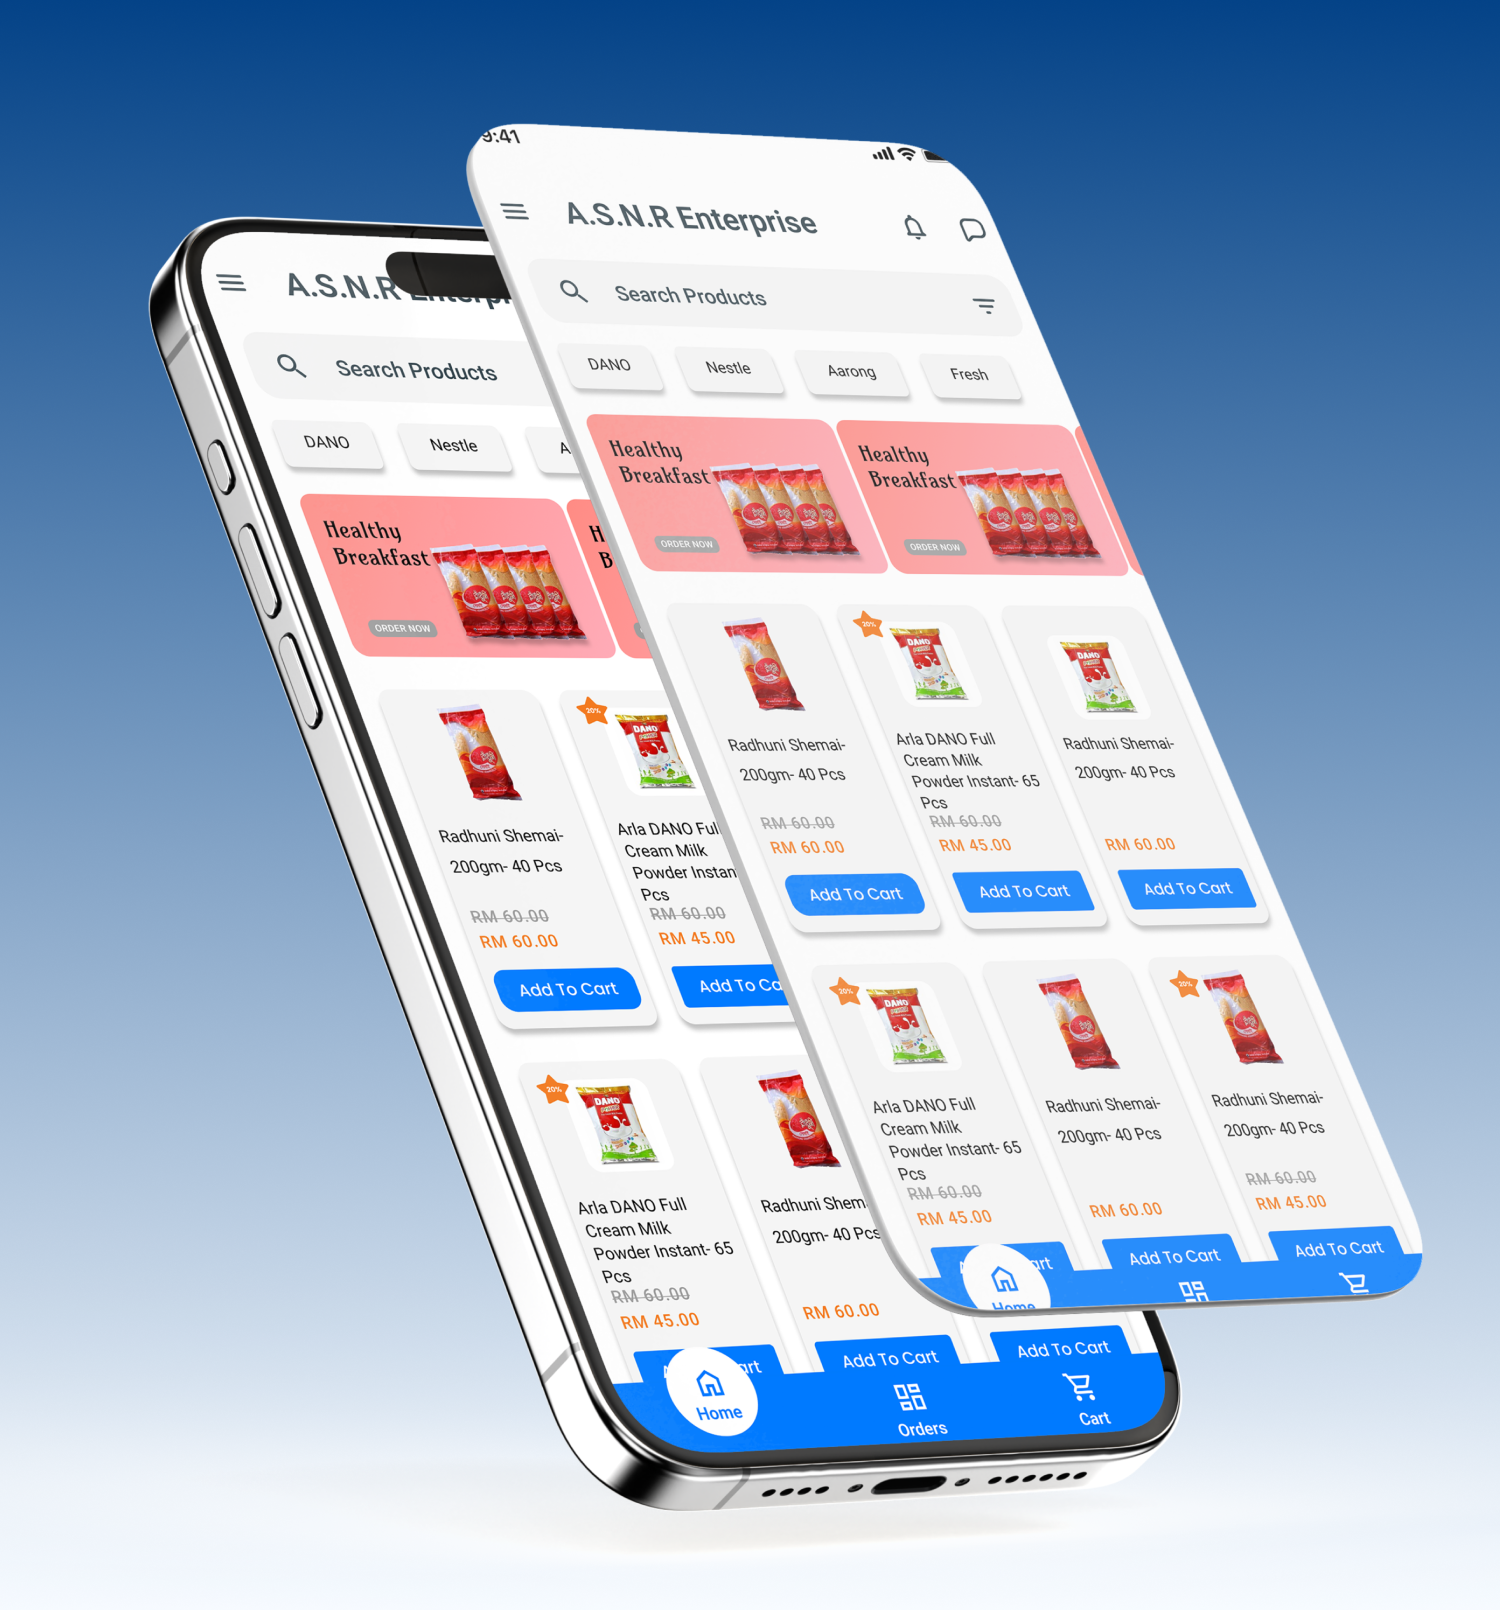 A.S.N.R
Search Products
DANO
Nestle
Healthy
Breakfast
ORDER NOW
Radhuni Shemai-
200gm- 40 Pcs
RM 60.00
RM 60.00
Add To Cart
20%
DANO
Arla DANO Full
Cream Milk
Powder Instan
Pcs
RM 60.00
RM 45.00
Add To Ca
20%
DANO
Arla DANO Full
Cream Milk
Powder Instant- 65
Pcs
RM 60.00
RM 45.00
Radhuni Shem
200gm- 40 Pcs
RM 60.00
Add To Cart
Add To Cart
Home
Orders
Cart
9:41
A.S.N.R Enterprise
Search Products
DANO
Nestle
Aarong
Fresh
Healthy
Breakfast
ORDER NOW
Healthy
Breakfast
ORDER NOW
Radhuni Shemai-
200gm- 40 Pcs
RM 60.00
RM 60.00
Add To Cart
20%
DANO
Arla DANO Full
Cream Milk
Powder Instant- 65
Pcs
RM 60.00
RM 45.00
Add To Cart
DANO
Radhuni Shemai-
200gm- 40 Pcs
RM 60.00
Add To Cart
20%
DANO
Arla DANO Full
Cream Milk
Powder Instant- 65
Pcs
RM 60.00
RM 45.00
Radhuni Shemai-
200gm- 40 Pcs
RM 60.00
Add To Cart
20%
Radhuni Shemai-
200gm- 40 Pcs
RM 60.00
RM 45.00
Add To Cart
Home